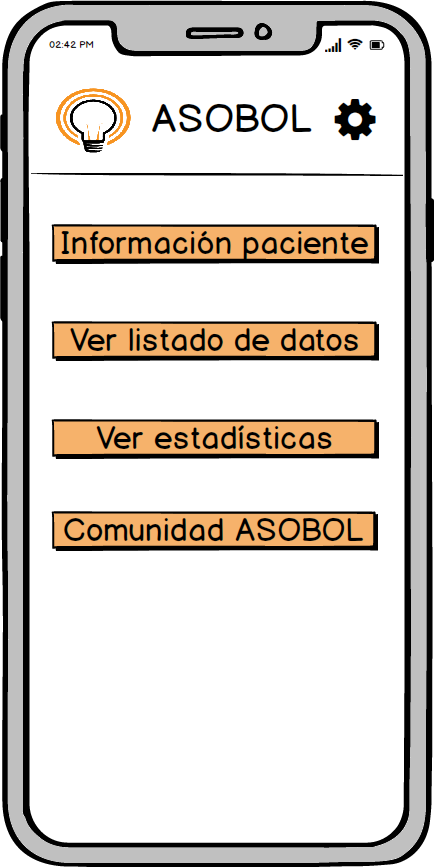 02:42 PM
ASOBOL
Información paciente
Ver listado de datos
Ver estadísticas
Comunidad ASOBOL